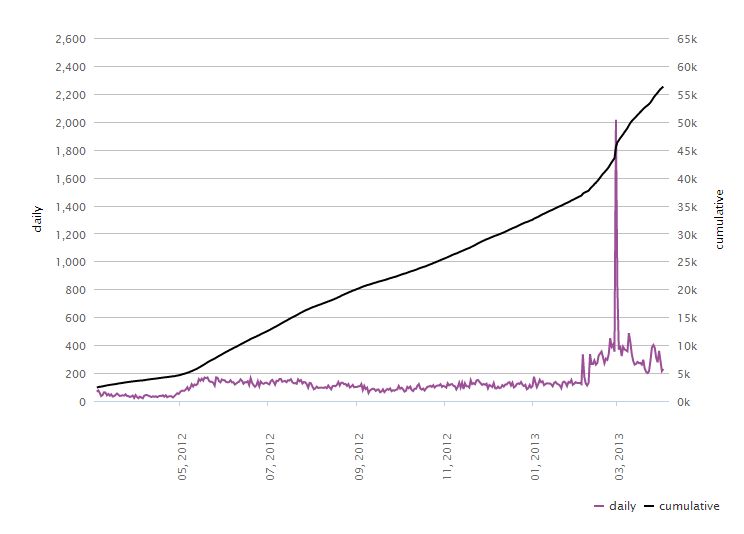 2,600
2,400
2,200
2,000
1,800
1,600
1,400
1,200
1,000
800
600
400
200
0
daily
65k
60k
55k
50k
45k
40k
35k
30k
25k
20k
15k
10k
5k
0k
cumulative
05, 2012
07, 2012
09, 2012
11, 2012
01, 2013
03, 2013
daily cumulative